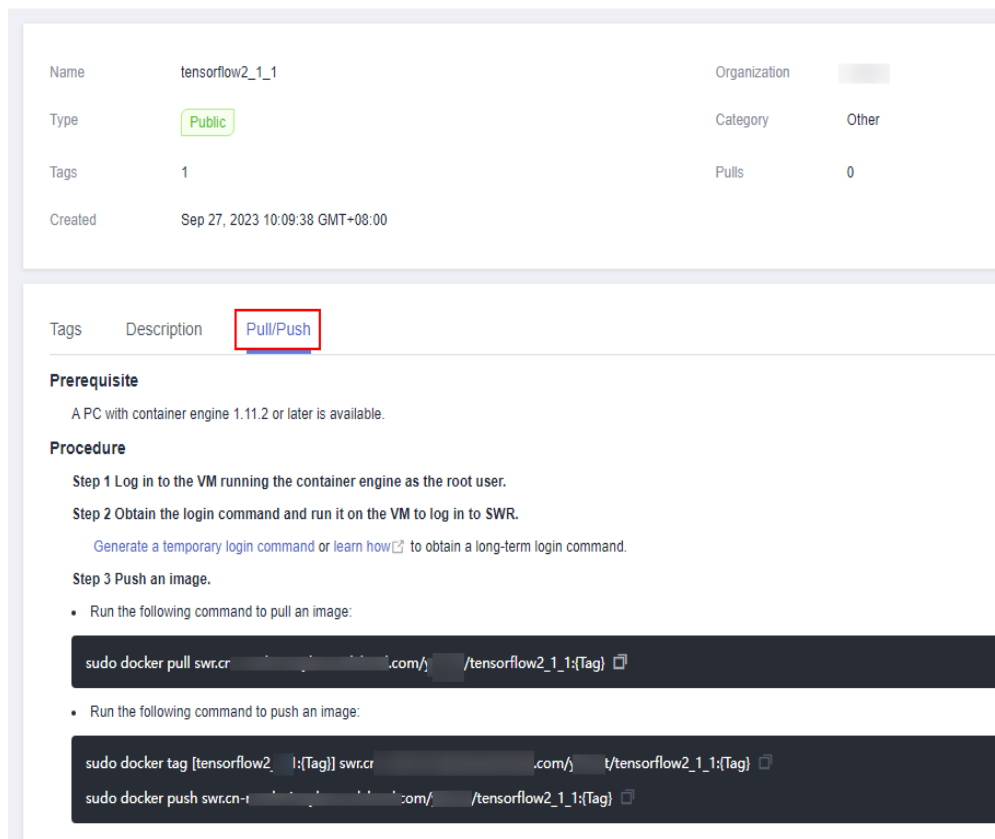 Name tensorflow2_1_1 Organization
Type Public Category Other
Tags 1 Pulls 0
Created Sep 27, 2023 10:09:38 GMT+08:00
Tags Description Pull/Push
Prerequisite
A PC with container engine 1.11.2 or later is available.
Procedure
Step 1 Log in to the VM running the container engine as the root user.
Step 2 Obtain the login command and run it on the VM to log in to SWR.
Generate a temporary login command or learn how to obtain a long-term login command.
Step 3 Push an image.
• Run the following command to pull an image:
sudo docker pull swr.cn .com/ /tensorflow2_1_1:{Tag}
• Run the following command to push an image:
sudo docker tag [tensorflow2_ 1:{Tag}] swr.cn .com/ t/tensorflow2_1_1:{Tag}
sudo docker push swr.cn- com/ /tensorflow2_1_1:{Tag}